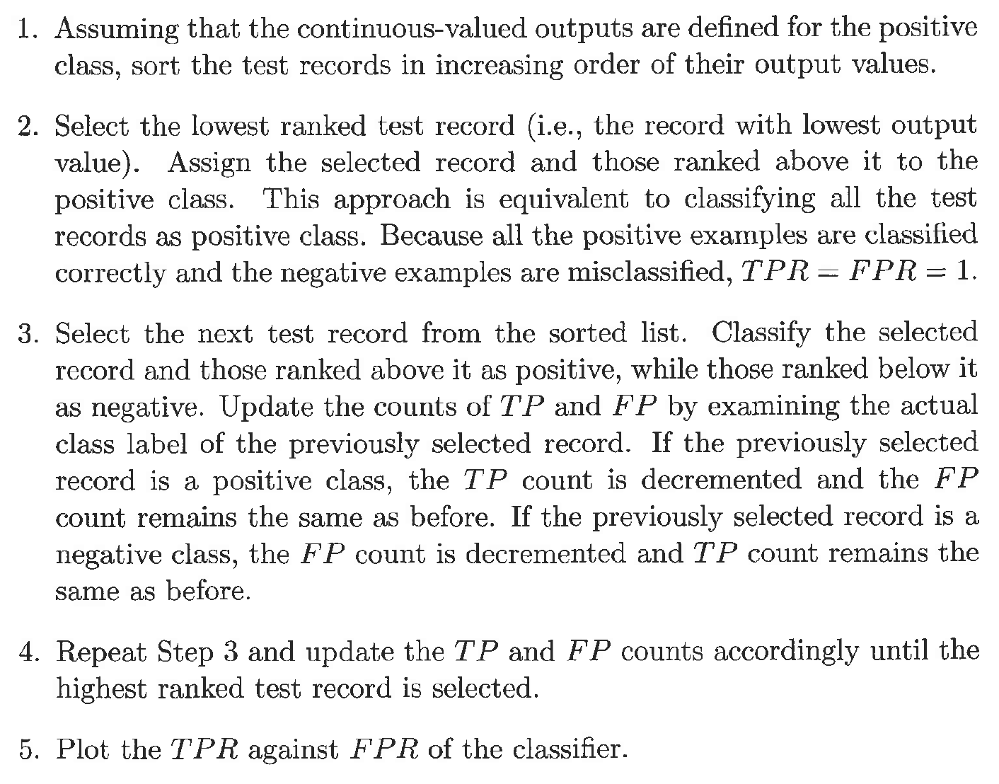 1. Assuming that the continuous-valued outputs are defined for the positive
class, sort the test records in increasing order of their output values.
2. Select the lowest ranked test record (i.e., the record with lowest output
value). Assign the selected record and those ranked above it to the
positive class. This approach is equivalent to classifying all the test
records as positive class. Because all the positive examples are classified
correctly and the negative examples are misclassified, TPR = FPR = 1.
3. Select the next test record from the sorted list. Classify the selected
record and those ranked above it as positive, while those ranked below it
as negative. Update the counts of TP and FP by examining the actual
class label of the previously selected record. If the previously selected
record is a positive class, the TP count is decremented and the FP
count remains the same as before. If the previously selected record is a
negative class, the FP count is decremented and TP count remains the
same as before.
4. Repeat Step 3 and update the TP and FP counts accordingly until the
highest ranked test record is selected.
5. Plot the TPR against FPR of the classifier.